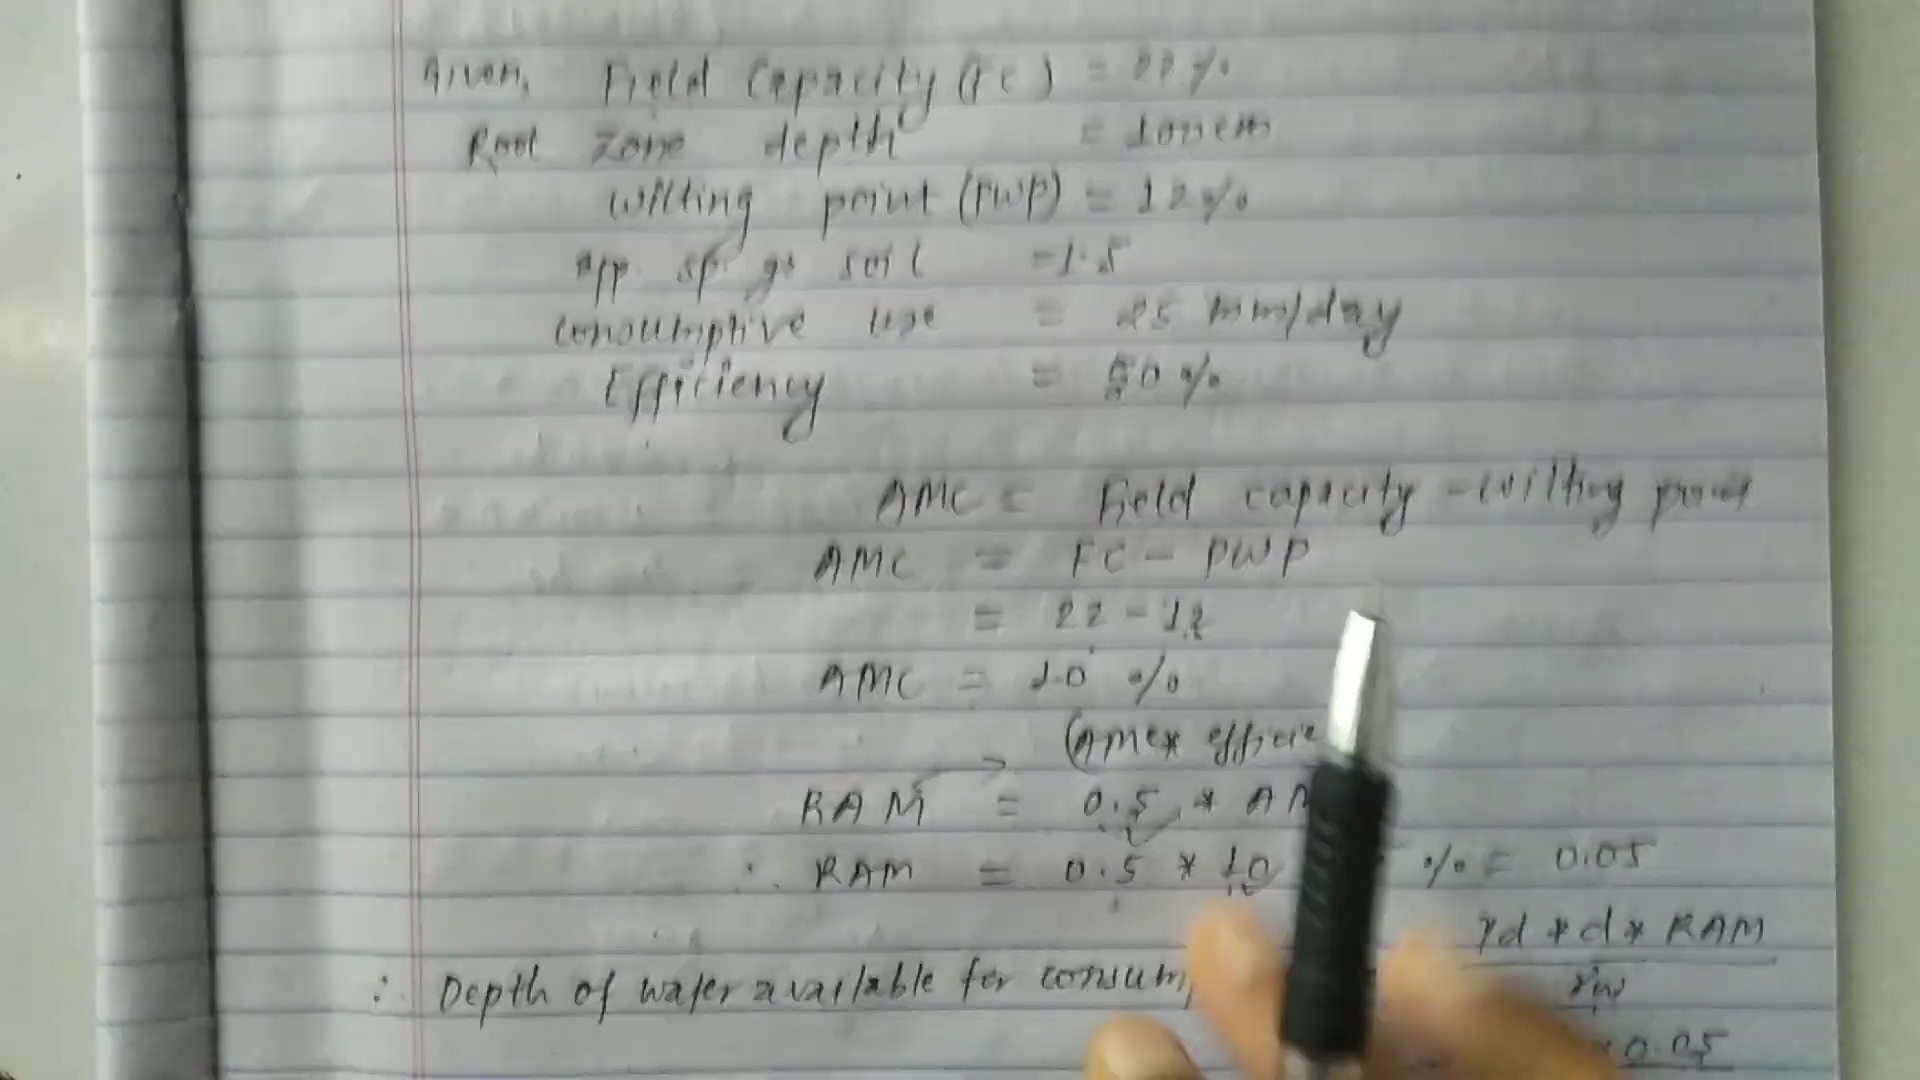 Given, Field Capacity (FC) = 22%
Root zone depth = 100cm
wilting point (PWP) = 12%
app. sp. gr soil = 1.5
consumptive use = 25 mm/day
Efficiency = 50%
AMC = Field capacity - wilting point
AMC = FC - PWP
= 22 - 12
AMC = 10 %
(AMC*
RAM = 0.5 *
∴ RAM = 0.5 * 10 % = 0.05
γd * d * RAM
∴ Depth of water available for γw
0.05